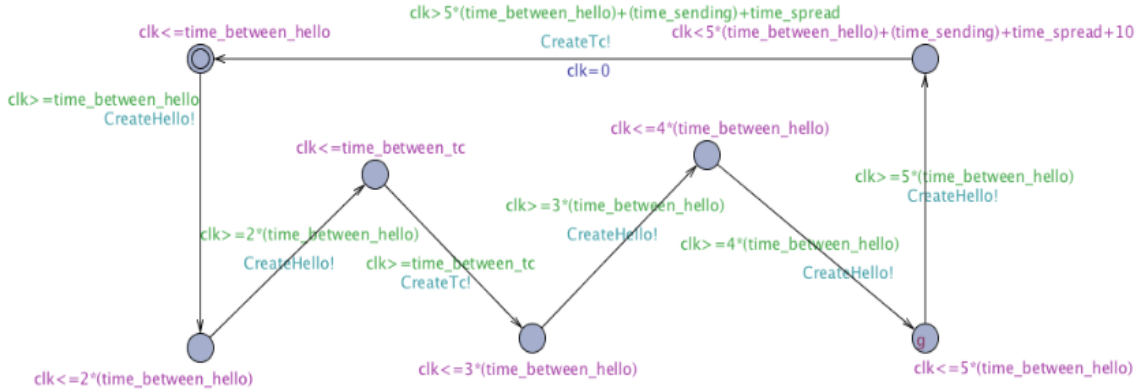 clk>5*(time_between_hello)+(time_sending)+time_spread
clk<=time_between_hello
clk<5*(time_between_hello)+(time_sending)+time_spread+10
CreateTc!
clk=0
clk>=time_between_hello
CreateHello!
clk<=4*(time_between_hello)
clk<=time_between_tc
clk>=5*(time_between_hello)
CreateHello!
clk>=3*(time_between_hello)
CreateHello!
clk>=2*(time_between_hello)
CreateHello!
clk>=4*(time_between_hello)
CreateHello!
clk>=time_between_tc
CreateTc!
g
clk<=2*(time_between_hello)
clk<=3*(time_between_hello)
clk<=5*(time_between_hello)